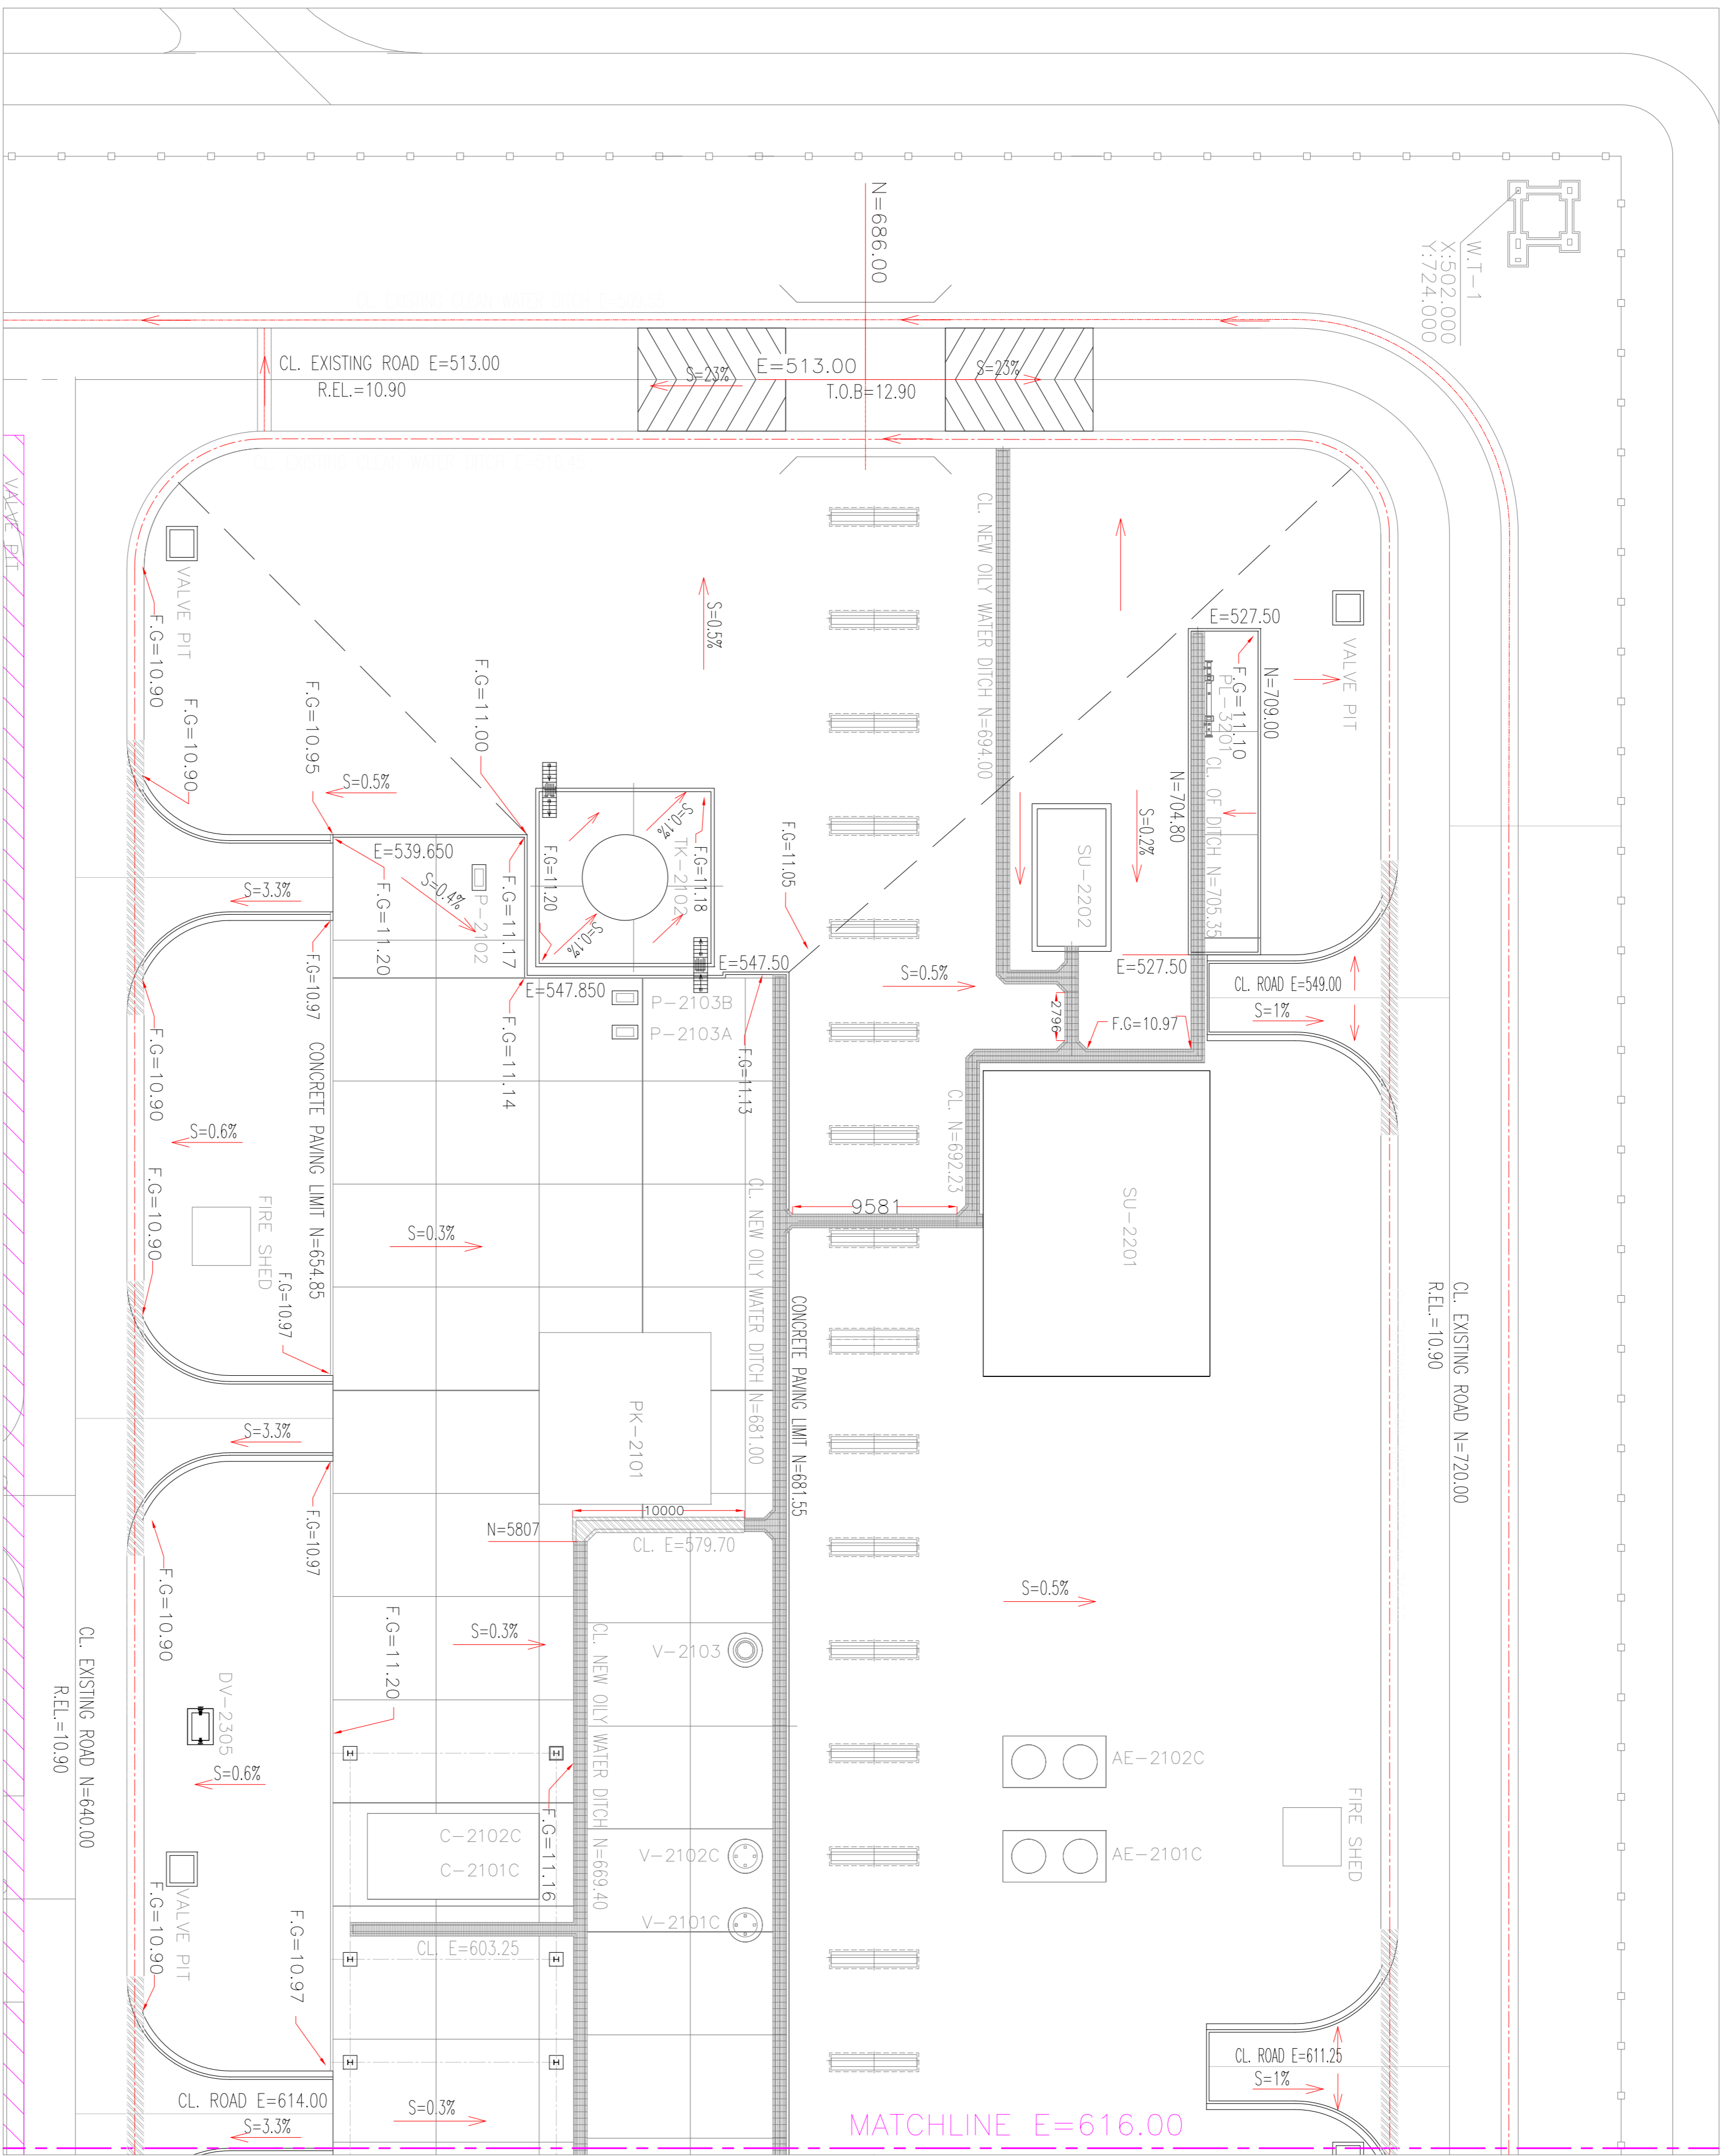 N=686.00
W.T-1
X:502.000
Y:724.000
CL. EXISTING ROAD E=513.00
R.EL.=10.90
S=23%
E=513.00
T.O.B=12.90
S=23%
VALVE PIT
VALVE PIT
F.G=10.90
F.G=10.90
F.G=10.95
S=0.5%
F.G=11.00
S=0.5%
CL. NEW OILY WATER DITCH N=694.00
E=527.50
VALVE PIT
N=709.00
F.G=11.10
PL-3201
CL. OF DITCH N=705.35
N=704.80
S=0.2%
SU-2202
E=527.50
F.G=11.05
E=539.650
S=0.4%
P-2102
F.G=11.20
F.G=11.17
F.G=11.20
S=0.1%
TK-2102
F.G=11.18
S=0.1%
E=547.50
E=547.850
P-2103B
P-2103A
F.G=11.14
F.G=11.13
S=0.5%
2796
F.G=10.97
CL. ROAD E=549.00
S=1%
S=3.3%
F.G=10.97
F.G=10.90
CONCRETE PAVING LIMIT N=654.85
S=0.6%
F.G=10.90
FIRE SHED
F.G=10.97
S=0.3%
CL. NEW OILY WATER DITCH N=681.00
CL. N=692.23
9581
SU-2201
CONCRETE PAVING LIMIT N=681.55
CL. EXISTING ROAD N=720.00
R.EL.=10.90
S=3.3%
F.G=10.97
F.G=10.90
PK-2101
10000
N=5807
CL. E=579.70
S=0.5%
CL. EXISTING ROAD N=640.00
R.EL.=10.90
DV-2305
S=0.6%
F.G=11.20
S=0.3%
CL. NEW OILY WATER DITCH N=669.40
V-2103
AE-2102C
C-2102C
C-2101C
F.G=11.16
V-2102C
AE-2101C
FIRE SHED
VALVE PIT
F.G=10.90
F.G=10.97
V-2101C
CL. E=603.25
CL. ROAD E=611.25
S=1%
CL. ROAD E=614.00
S=3.3%
S=0.3%
MATCHLINE E=616.00